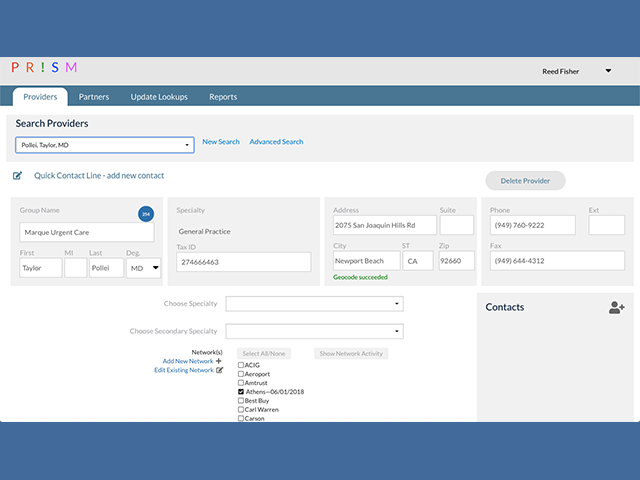 PR!SM
Reed Fisher
Providers Partners Update Lookups Reports
Search Providers
Pollei, Taylor, MD New Search Advanced Search
Quick Contact Line - add new contact Delete Provider
Group Name 254 Specialty Address Suite Phone Ext
Marque Urgent Care General Practice 2075 San Joaquin Hills Rd (949) 760-9222
Tax ID
First MI Last Deg. City ST Zip Fax
Taylor Pollei MD 274666463 Newport Beach CA 92660 (949) 644-4312
Geocode succeeded
Choose Specialty Contacts
Choose Secondary Specialty
Network(s) Select All/None Show Network Activity
Add New Network +
Edit Existing Network
ACIG
Aeroport
Amtrust
Athens—06/01/2018
Best Buy
Carl Warren
Carson